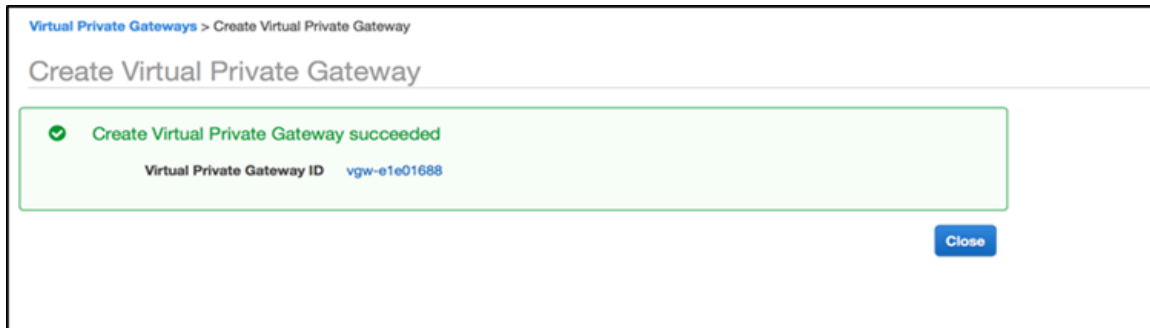 Virtual Private Gateways > Create Virtual Private Gateway
Create Virtual Private Gateway
Create Virtual Private Gateway succeeded
Virtual Private Gateway ID vgw-e1e01688
Close